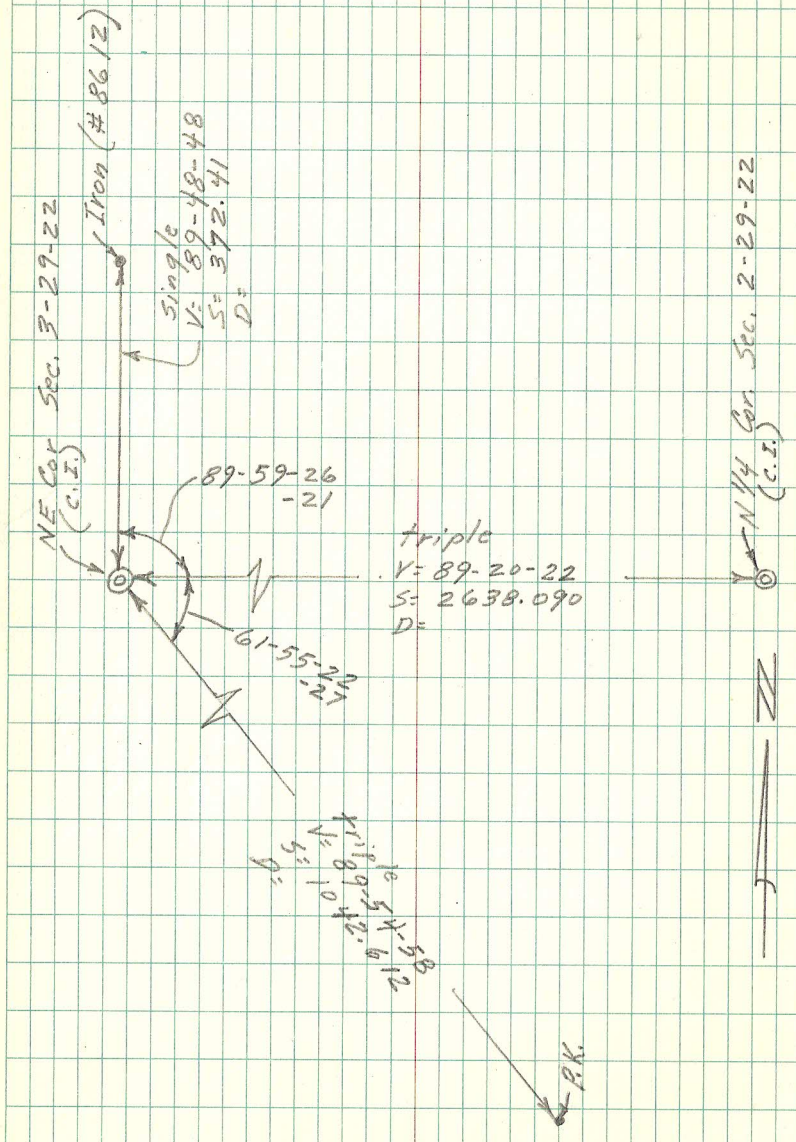 NE Cor Sec. 3-29-22
(C.I.)
Iron (#8612)
Single
V= 89-48-48
S= 372.41
D=
89-59-26
-21
triple
V= 89-20-22
S= 2638.090
D=
61-55-22
-27
triple
V= 89-54-58
S= 1042.612
D=
P.K.
N 1/4 Cor. Sec. 2-29-22
(C.I.)
N